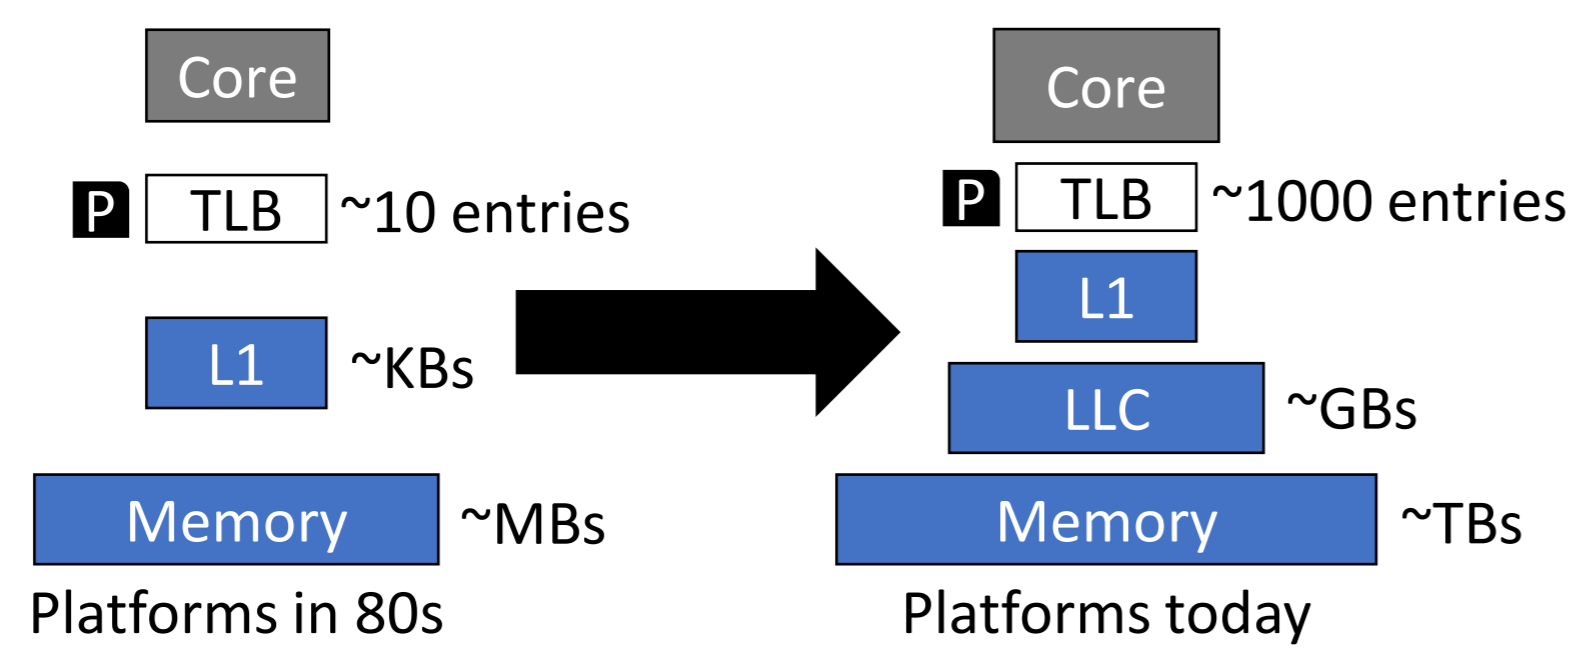 Core
P TLB ~10 entries
L1 ~KBs
Memory ~MBs
Platforms in 80s
Core
P TLB ~1000 entries
L1
LLC ~GBs
Memory ~TBs
Platforms today